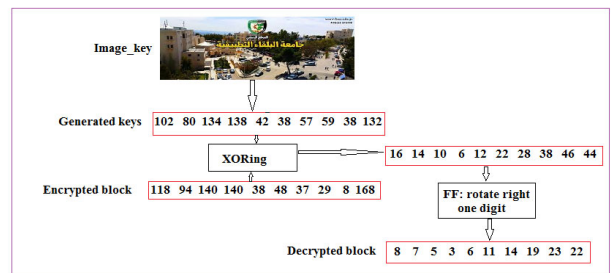 Image_key
جامعة البلقاء التطبيقية
Generated keys
102 80 134 138 42 38 57 59 38 132
XORing
16 14 10 6 12 22 28 38 46 44
Encrypted block
118 94 140 140 38 48 37 29 8 168
FF: rotate right
one digit
Decrypted block
8 7 5 3 6 11 14 19 23 22